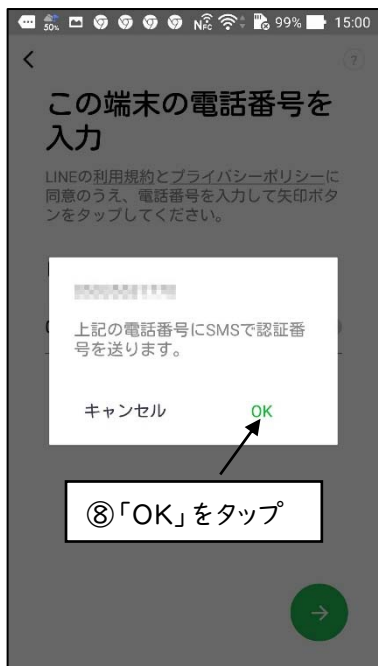 50%
NFC
99% 15:00
?
この端末の電話番号を
入力
LINEの利用規約とプライバシーポリシーに
同意のうえ、電話番号を入力して矢印ボタ
ンをタップしてください。
上記の電話番号にSMSで認証番
号を送ります。
キャンセル OK
⑧「OK」をタップ